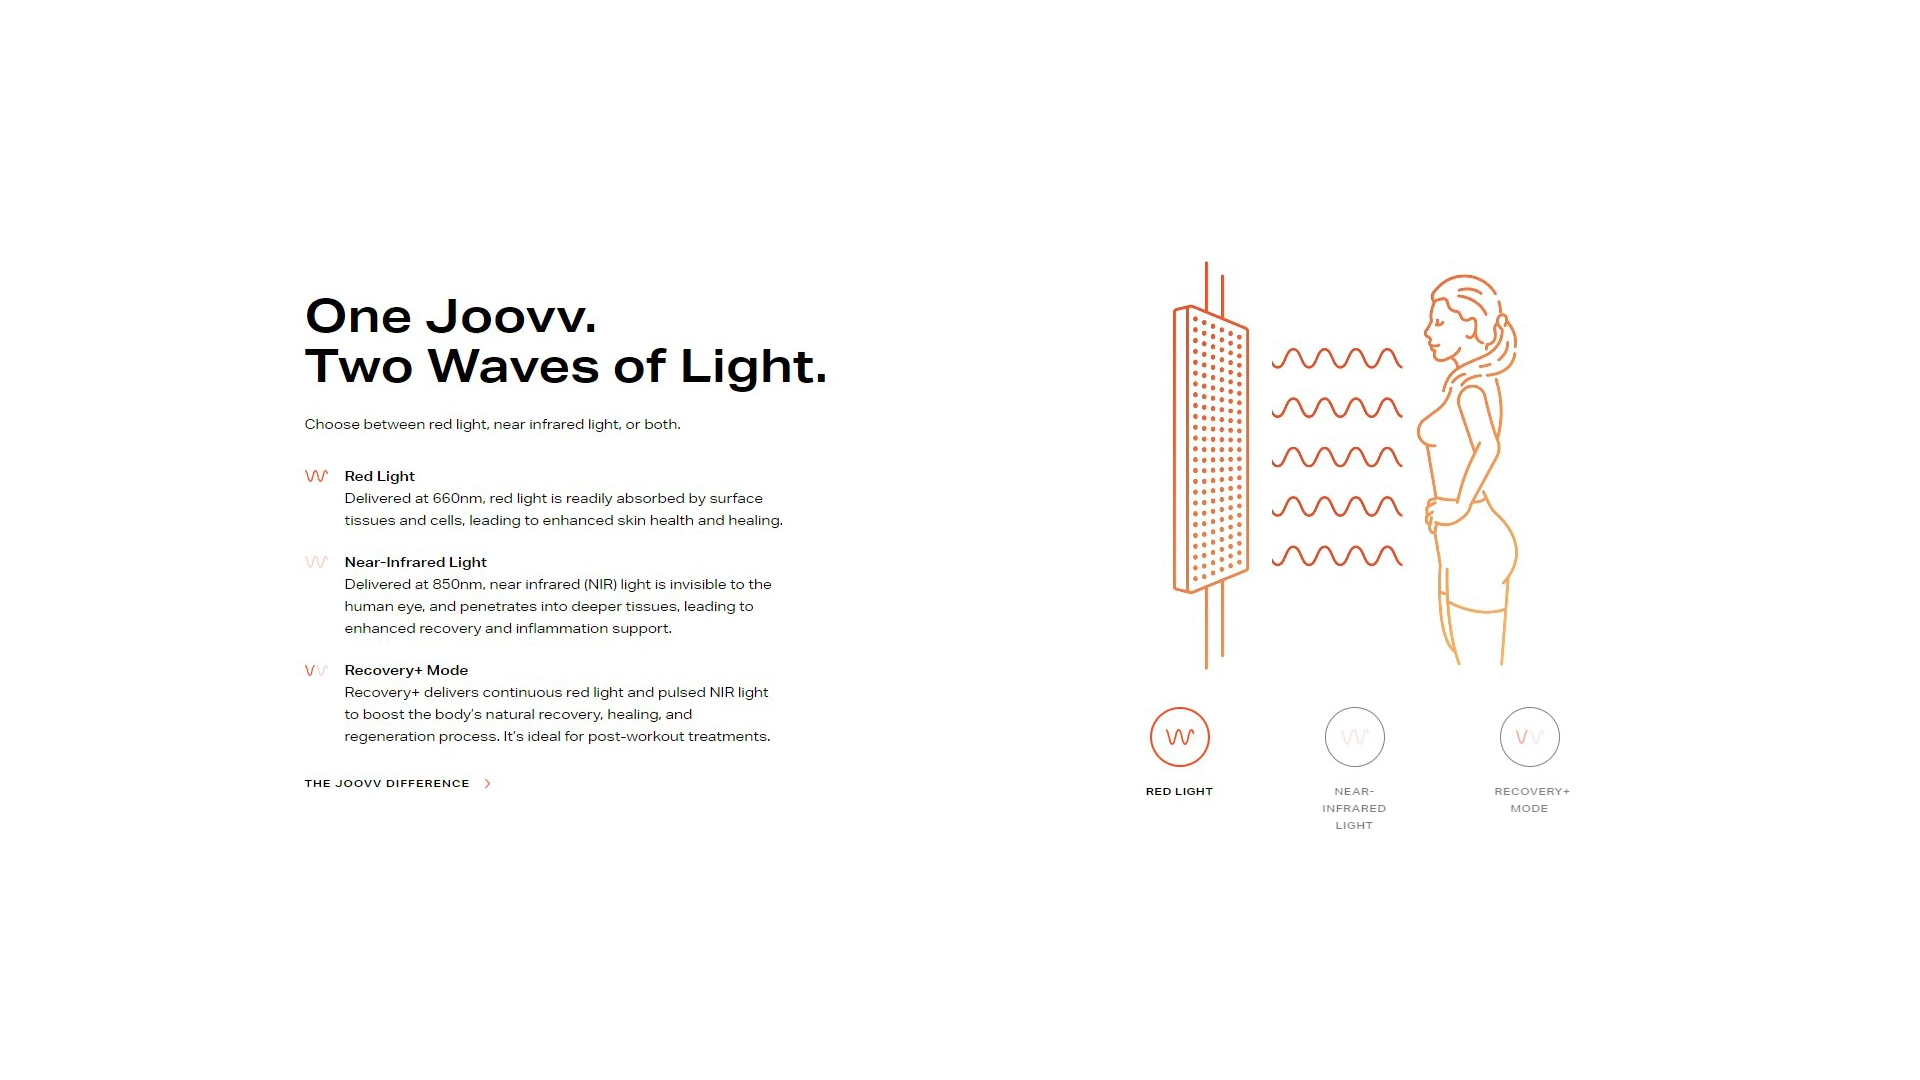 One Joovv.
Two Waves of Light.
Choose between red light, near infrared light, or both.
Red Light
Delivered at 660nm, red light is readily absorbed by surface
tissues and cells, leading to enhanced skin health and healing.
Near-Infrared Light
Delivered at 850nm, near infrared (NIR) light is invisible to the
human eye, and penetrates into deeper tissues, leading to
enhanced recovery and inflammation support.
Recovery+ Mode
Recovery+ delivers continuous red light and pulsed NIR light
to boost the body's natural recovery, healing, and
regeneration process. It's ideal for post-workout treatments.
THE JOOVV DIFFERENCE
RED LIGHT
NEAR-
INFRARED
LIGHT
RECOVERY+
MODE